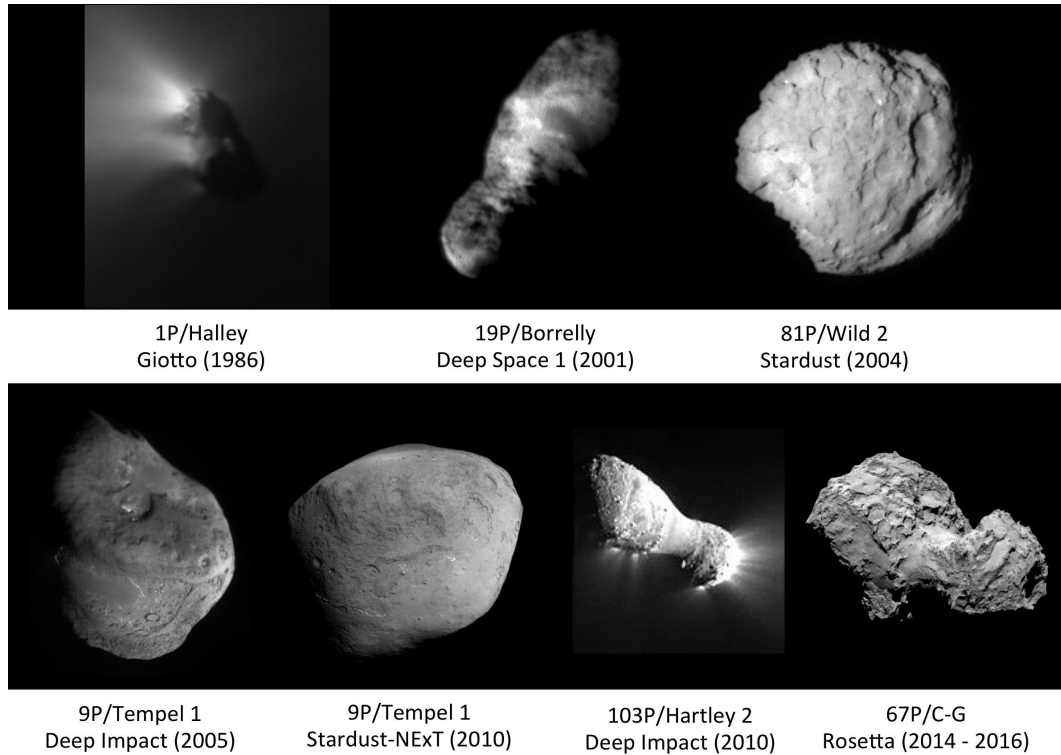 1P/Halley
Giotto (1986)
19P/Borrelly
Deep Space 1 (2001)
81P/Wild 2
Stardust (2004)
9P/Tempel 1
Deep Impact (2005)
9P/Tempel 1
Stardust-NExT (2010)
103P/Hartley 2
Deep Impact (2010)
67P/C-G
Rosetta (2014 - 2016)